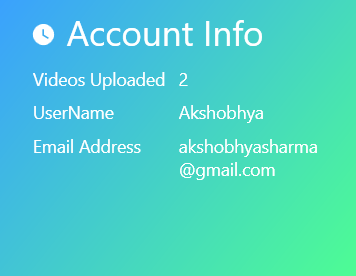 Account Info
Videos Uploaded 2
UserName Akshobhya
Email Address akshobhyasharma
@gmail.com